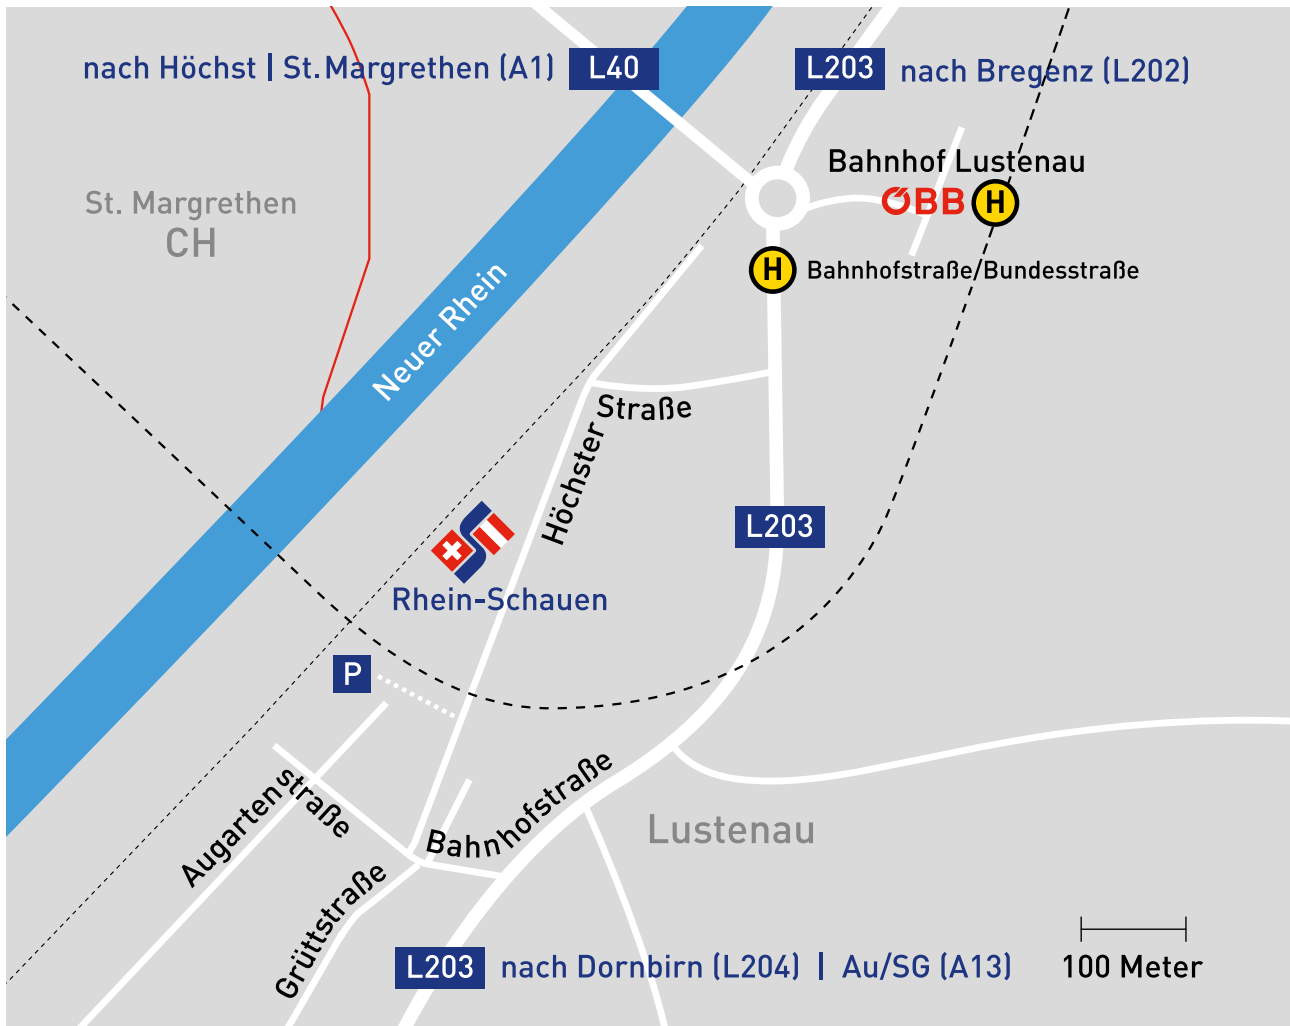 nach Höchst | St. Margrethen (A1) L40
L203 nach Bregenz (L202)
Bahnhof Lustenau
ÖBB H
St. Margrethen
CH
H Bahnhofstraße/Bundesstraße
Neuer Rhein
Höchster Straße
L203
Rhein-Schauen
P
Augartenstraße
Bahnhofstraße
Lustenau
Grüttstraße
L203 nach Dornbirn (L204) | Au/SG (A13)
100 Meter